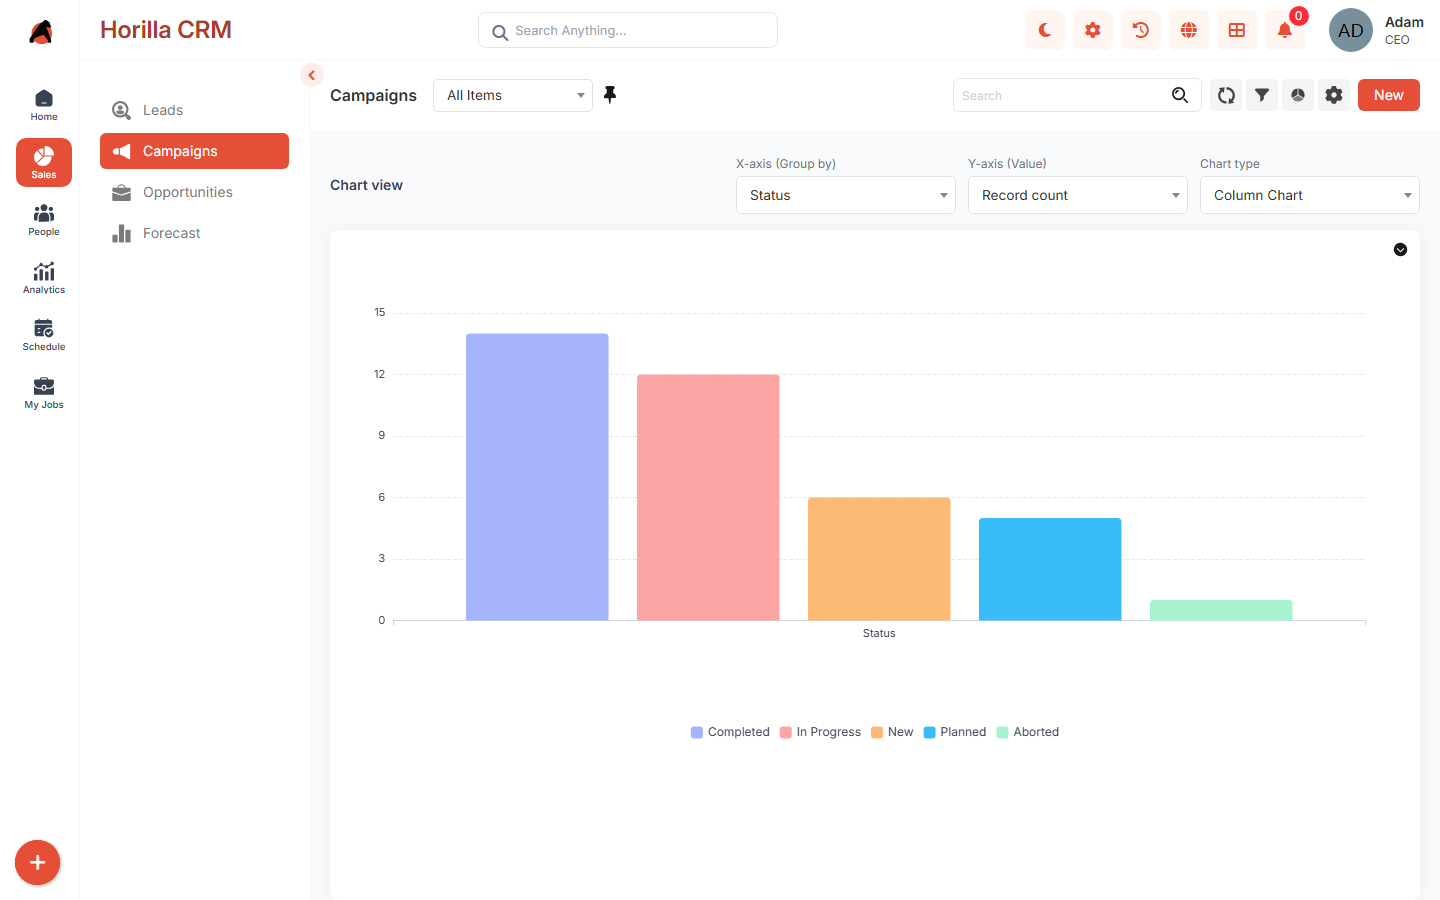 Horilla CRM
Search Anything...
0
AD
Adam
CEO
Home
Sales
People
Analytics
Schedule
My Jobs
Leads
Campaigns
Opportunities
Forecast
Campaigns
All Items
Search
New
Chart view
X-axis (Group by)
Status
Y-axis (Value)
Record count
Chart type
Column Chart
15
12
9
6
3
0
Status
Completed
In Progress
New
Planned
Aborted